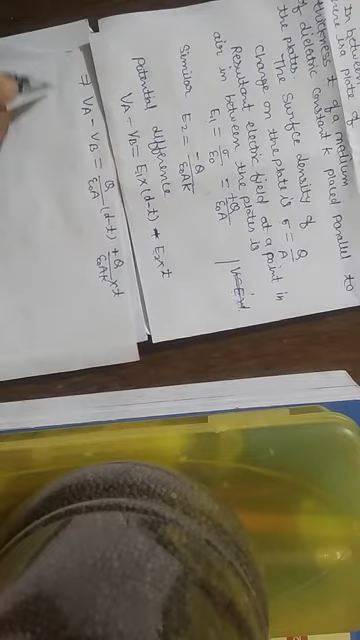 In between
there is a plate of
thickness t of a medium
of dielectric constant k placed parallel to
the plates. The surface density of
charge on the plate is σ = Q/A
Resultant electric field at a point in
air in between the plates is
E₁ = σ/ε₀ = +Q/ε₀A
Similar E₂ = -Q/ε₀Ak
Potential difference
VA - VB = E₁ x (d-t) + E₂ x t
⇒ VA - VB = Q/ε₀A (d-t) + Q/ε₀Ak x t